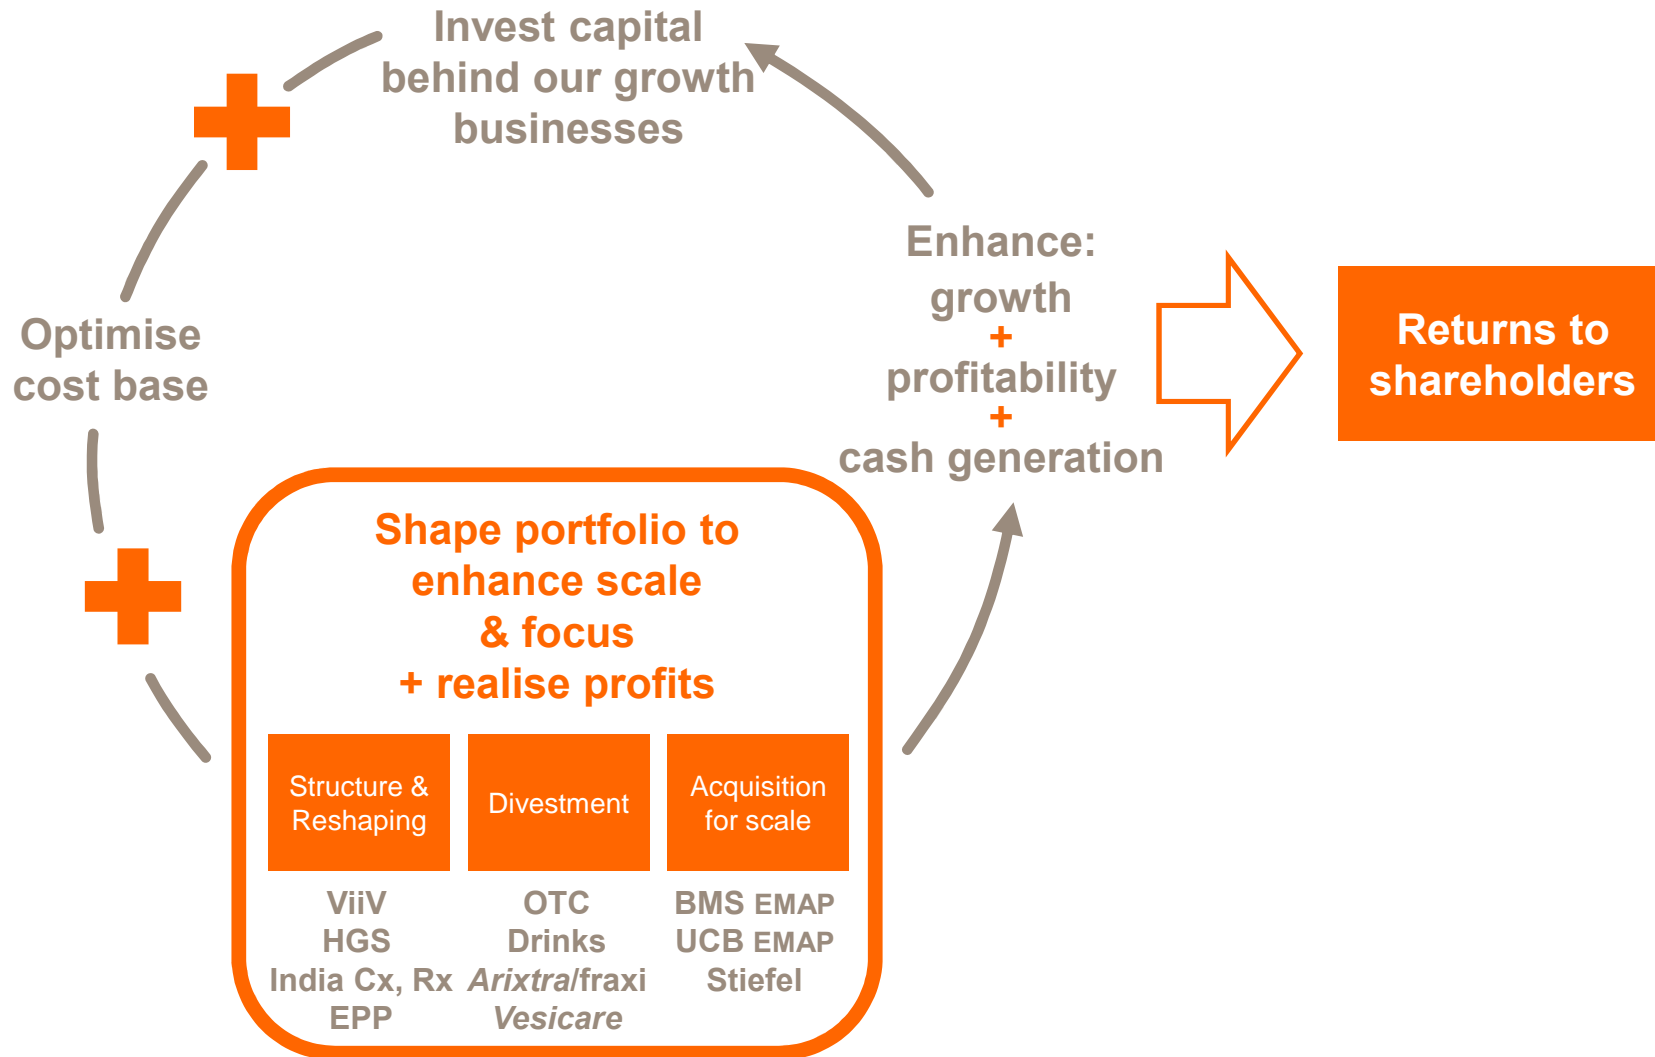 Invest capital
behind our growth
businesses
Optimise
cost base
Enhance:
growth
+
profitability
+
cash generation
Returns to
shareholders
Shape portfolio to
enhance scale
& focus
+ realise profits
Structure &
Reshaping
Divestment
Acquisition
for scale
ViiV
HGS
India Cx, Rx
EPP
OTC
Drinks
Arixtra/fraxi
Vesicare
BMS EMAP
UCB EMAP
Stiefel